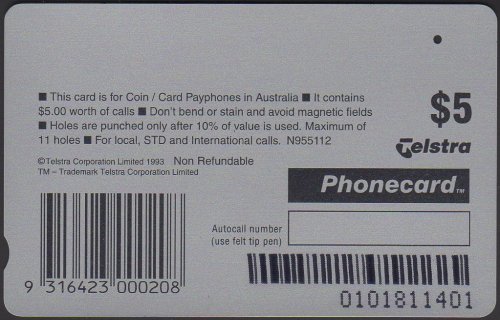 ■ This card is for Coin / Card Payphones in Australia ■ It contains
$5.00 worth of calls ■ Don't bend or stain and avoid magnetic fields
■ Holes are punched only after 10% of value is used. Maximum of
11 holes ■ For local, STD and International calls. N955112
$5
Telstra
©Telstra Corporation Limited 1993 Non Refundable
TM – Trademark Telstra Corporation Limited
Phonecard™
Autocall number
(use felt tip pen)
9 316423 000208
0101811401